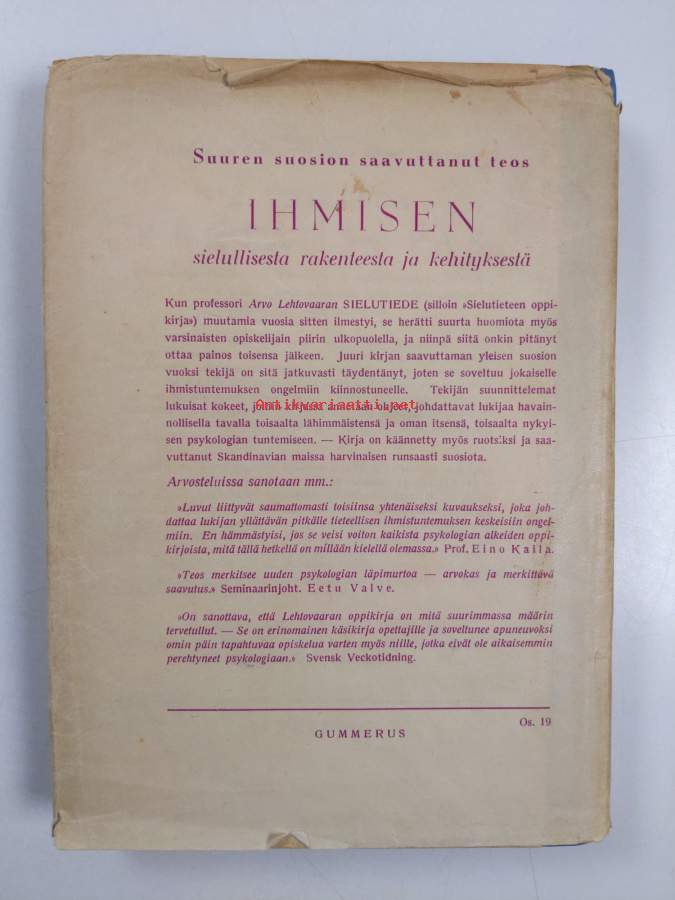 Suuren suosion saavuttanut teos
IHMISEN
sielullisesta rakenteesta ja kehityksestä
Kun professori Arvo Lehtovaaran SIELUTIEDE (silloin »Sielutieteen oppi-
kirja») muutamia vuosia sitten ilmestyi, se herätti suurta huomiota myös
varsinaisten opiskelijain piirin ulkopuolella, ja niinpä siitä onkin pitänyt
ottaa painos toisensa jälkeen. Juuri kirjan saavuttaman yleisen suosion
vuoksi tekijä on sitä jatkuvasti täydentänyt, joten se soveltuu jokaiselle
ihmistuntemuksen ongelmiin kiinnostuneelle. Tekijän suunnittelemat
Antikvariaatti.net
lukuisat kokeet, joihin kirjassa annetaan ohjeet, johdattavat lukijaa havain-
nollisella tavalla toisaalta lähimmäistensä ja oman itsensä, toisaalta nykyi-
sen psykologian tuntemiseen. — Kirja on käännetty myös ruotsiksi ja saa-
vuttanut Skandinavian maissa harvinaisen runsaasti suosiota.
Arvosteluissa sanotaan mm.:
»Luvut liittyvät saumattomasti toisiinsa yhtenäiseksi kuvaukseksi, joka joh-
dattaa lukijan yllättävän pitkälle tieteellisen ihmistuntemuksen keskeisiin ongel-
miin. En hämmästyisi, jos se veisi voiton kaikista psykologian alkeiden oppi-
kirjoista, mitä tällä hetkellä on millään kielellä olemassa.» Prof. Eino Kaila.
»Teos merkitsee uuden psykologian läpimurtoa — arvokas ja merkittävä
saavutus.» Seminaarinjoht. Eetu Valve.
»On sanottava, että Lehtovaaran oppikirja on mitä suurimmassa määrin
tervetullut. — Se on erinomainen käsikirja opettajille ja soveltunee apuneuvoksi
omin päin tapahtuvaa opiskelua varten myös niille, jotka eivät ole aikaisemmin
perehtyneet psykologiaan.» Svensk Veckotidning.
Os. 19
GUMMERUS